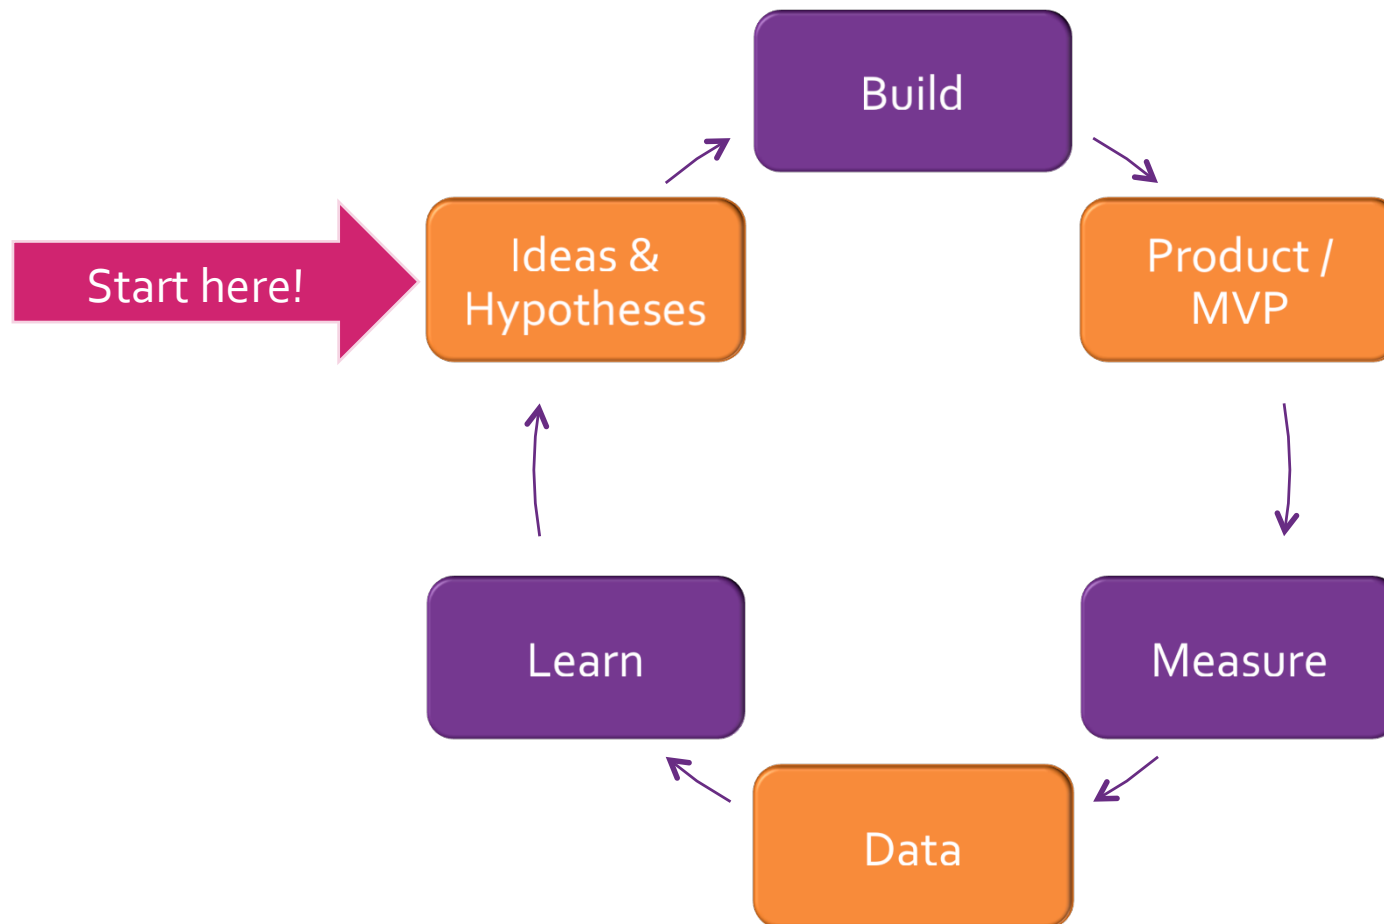 Build
Start here!
Ideas &
Hypotheses
Product /
MVP
Learn
Measure
Data